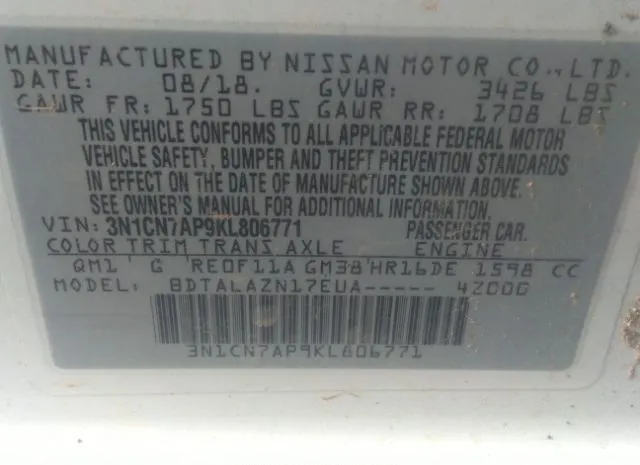 MANUFACTURED BY NISSAN MOTOR CO., LTD.
DATE: 08/18. GVWR: 3426 LBS
GAWR FR: 1750 LBS GAWR RR: 1708 LBS
THIS VEHICLE CONFORMS TO ALL APPLICABLE FEDERAL MOTOR
VEHICLE SAFETY, BUMPER AND THEFT PREVENTION STANDARDS
IN EFFECT ON THE DATE OF MANUFACTURE SHOWN ABOVE.
SEE OWNER'S MANUAL FOR ADDITIONAL INFORMATION.
VIN: 3N1CN7AP9KL806771 PASSENGER CAR.
COLOR TRIM TRANS AXLE ENGINE
QM1 G RE0F11A GM38 HR16DE 1598 CC
MODEL: BDTALAZN17EUA----- 4Z00G
3N1CN7AP9KL806771